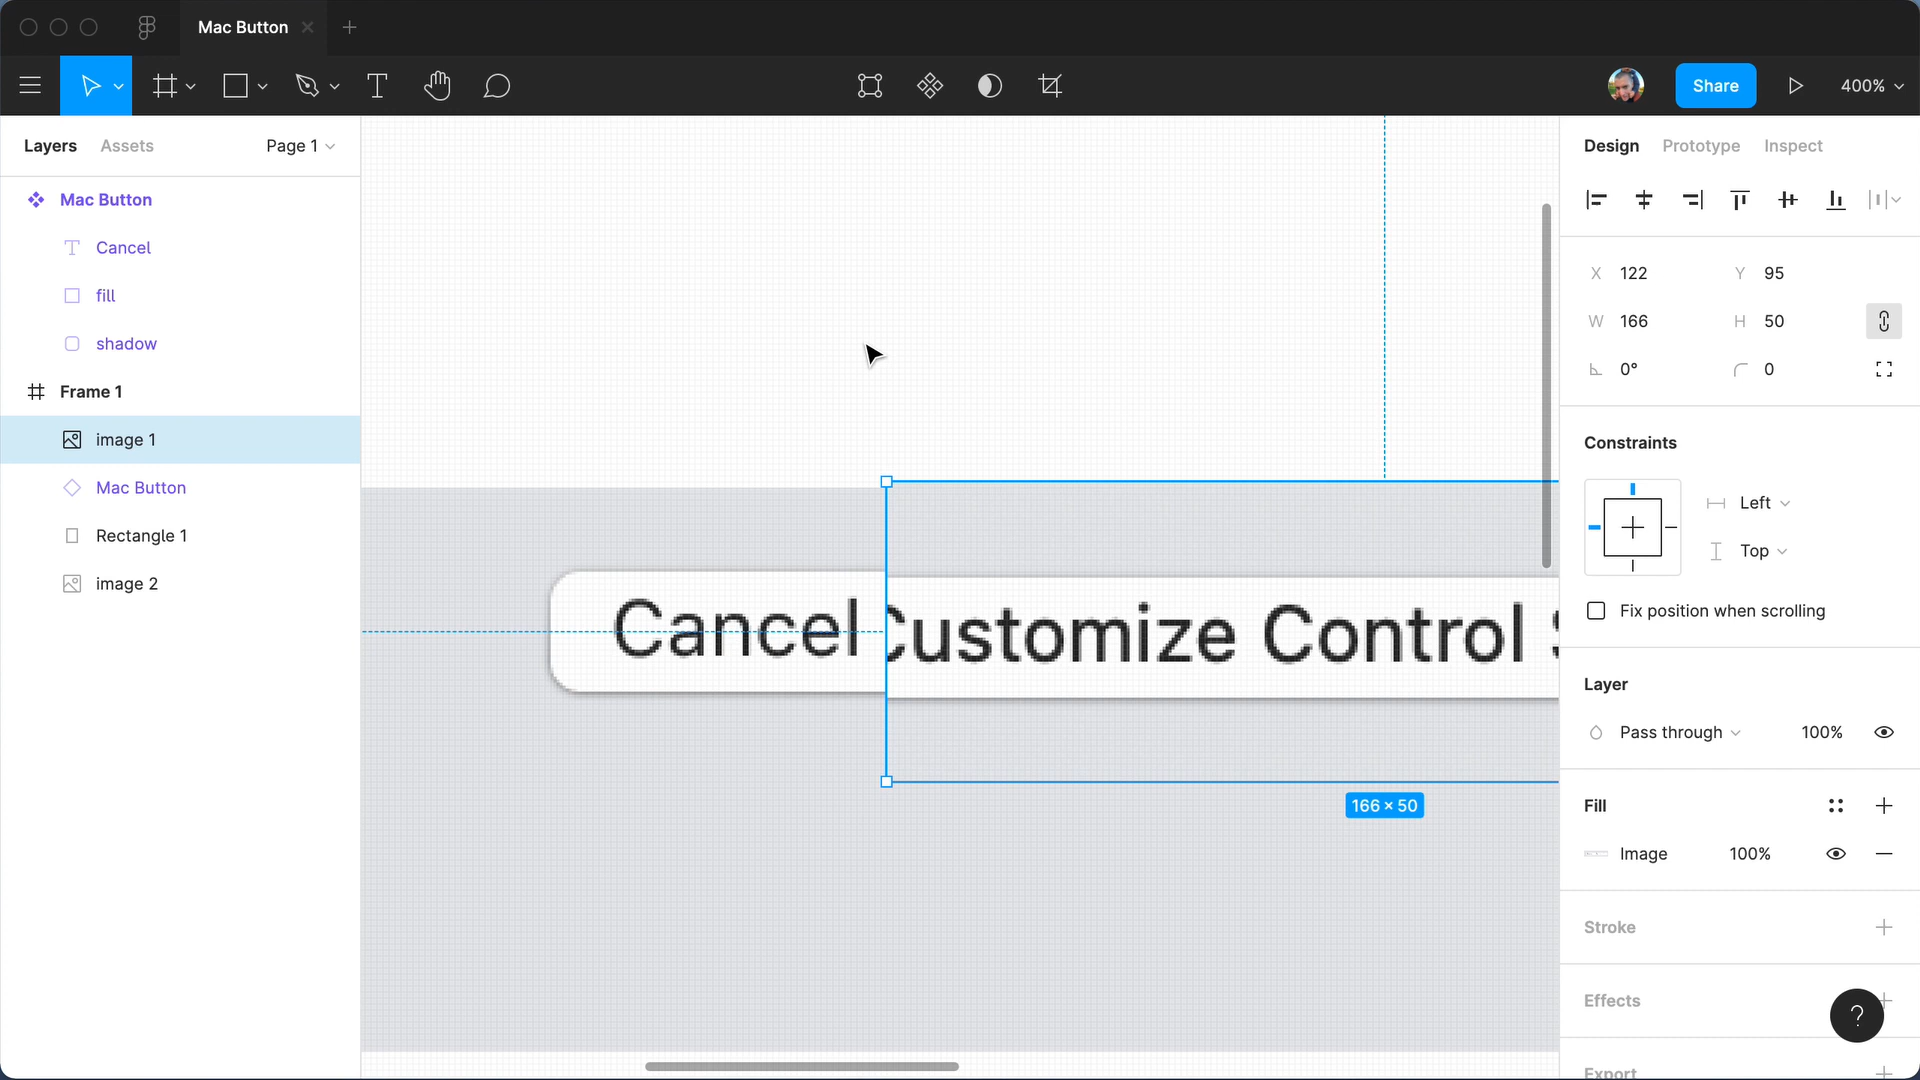 Mac Button
Share
400%
Layers
Assets
Page 1
Mac Button
Cancel
fill
shadow
Frame 1
image 1
Mac Button
Rectangle 1
image 2
Cancel
Customize Control
166 × 50
Design
Prototype
Inspect
X 122
Y 95
W 166
H 50
0°
0
Constraints
Left
Top
Fix position when scrolling
Layer
Pass through
100%
Fill
Image
100%
Stroke
Effects
?
Export